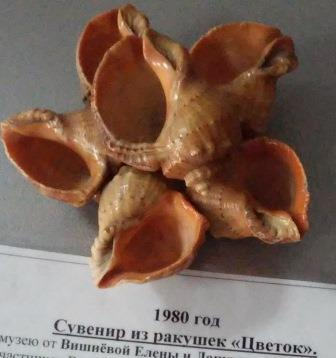 1980 год
Сувенир из ракушек «Цветок».
музею от Вишнёвой Елены и